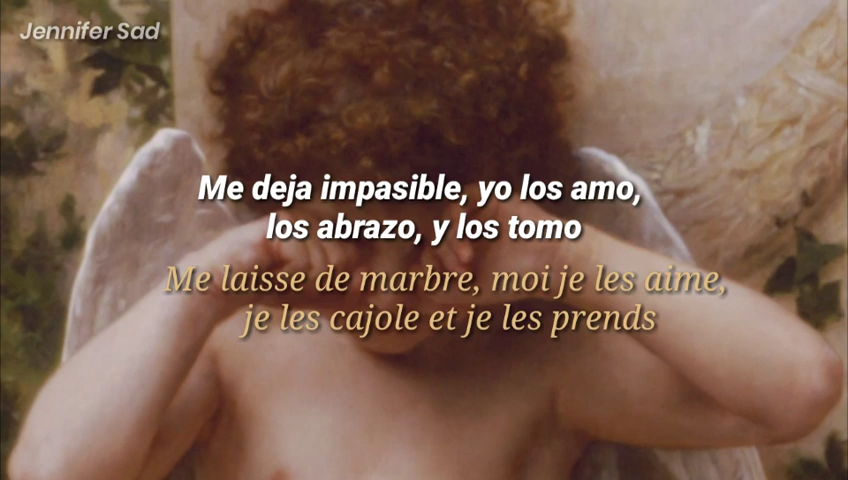 Jennifer Sad
Me deja impasible, yo los amo,
los abrazo, y los tomo
Me laisse de marbre, moi je les aime,
je les cajole et je les prends